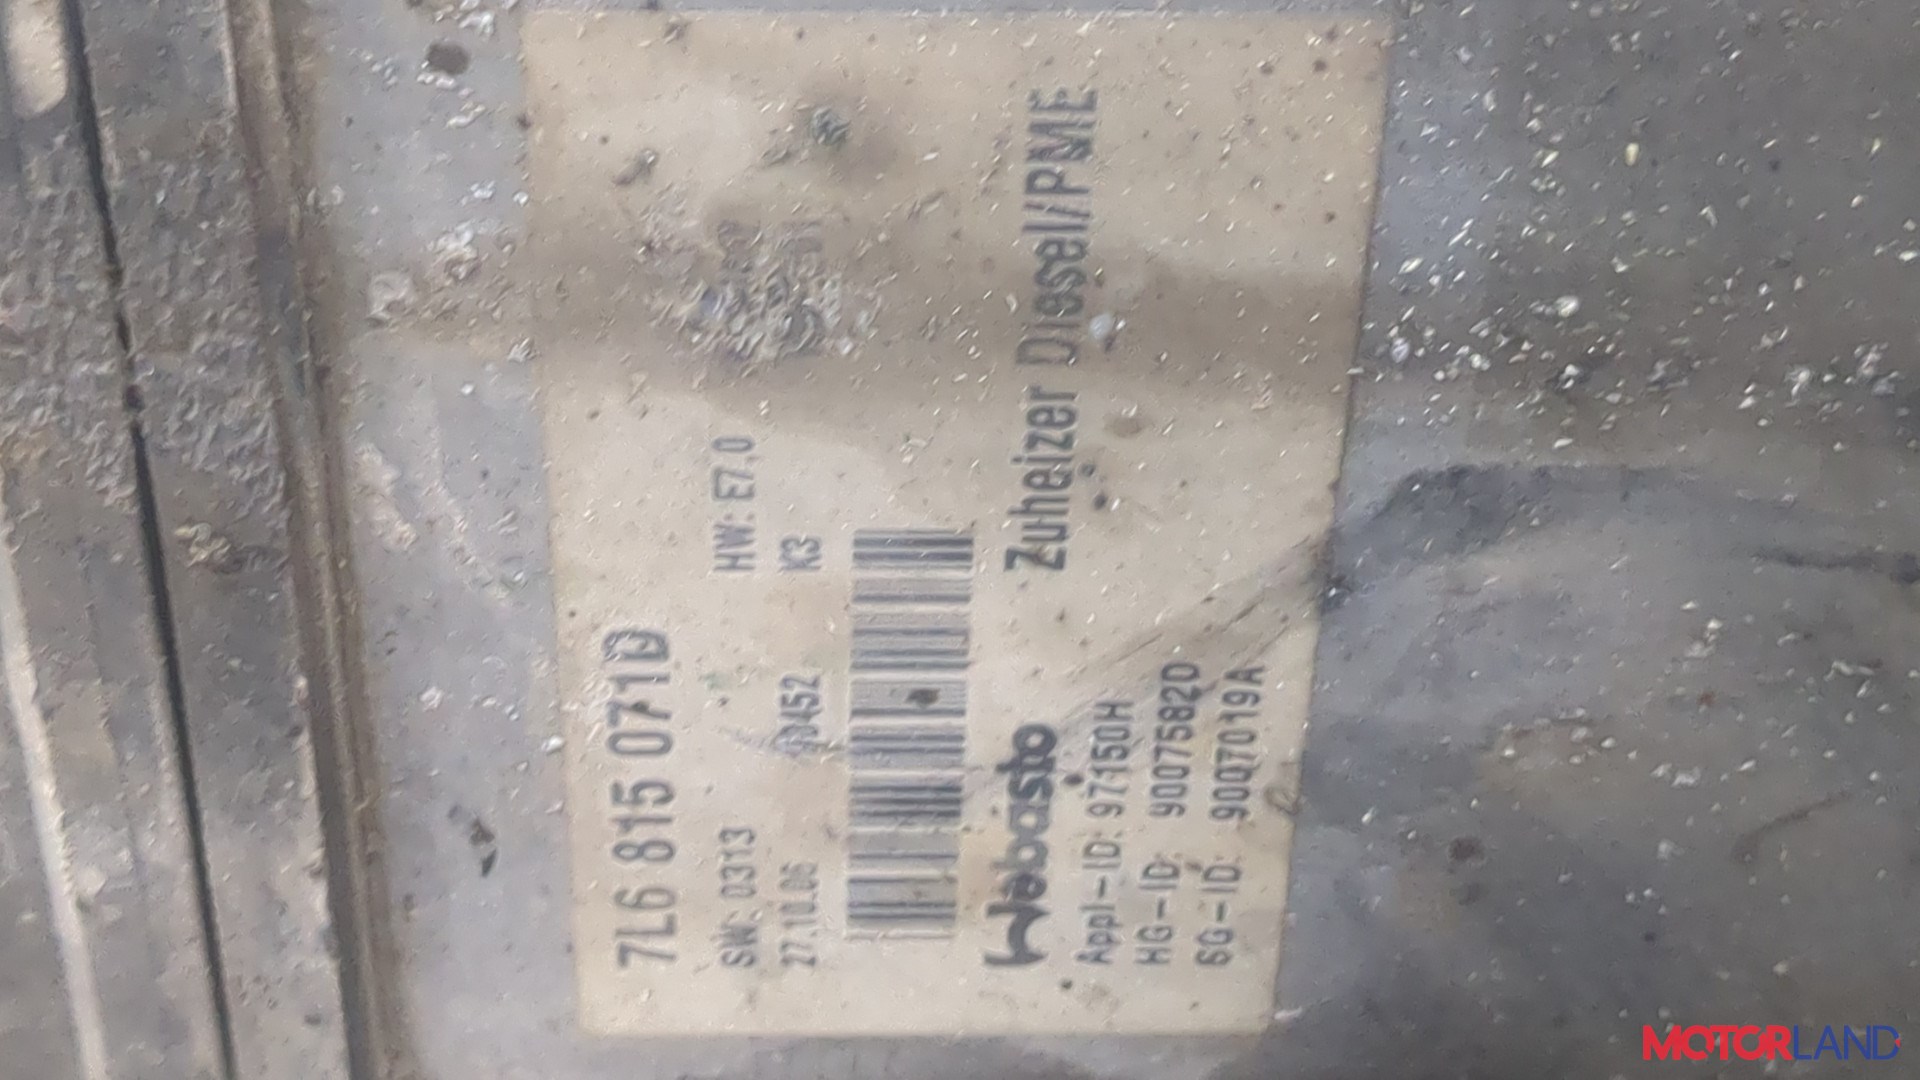 7L6 815 071D
SW: 0313 HW: E7,0
27.10.06 K3
Webasto Zuheizer Diesel/PME
Appl-ID: 97150H
HG-ID: 90075820
SG-ID: 9007019A
MOTORLAND